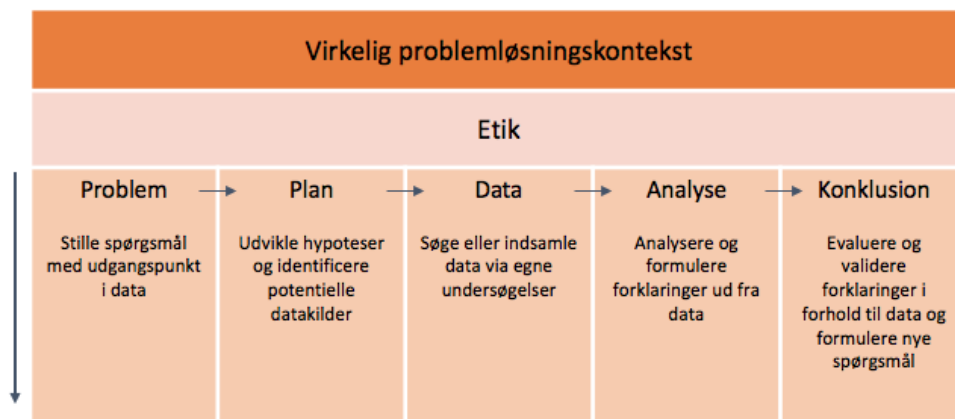 Virkelig problemløsningskontekst
Etik
Problem
Stille spørgsmål
med udgangspunkt
i data
Plan
Udvikle hypoteser
og identificere
potentielle
datakilder
Data
Søge eller indsamle
data via egne
undersøgelser
Analyse
Analysere og
formulere
forklaringer ud fra
data
Konklusion
Evaluere og
validere
forklaringer i
forhold til data og
formulere nye
spørgsmål